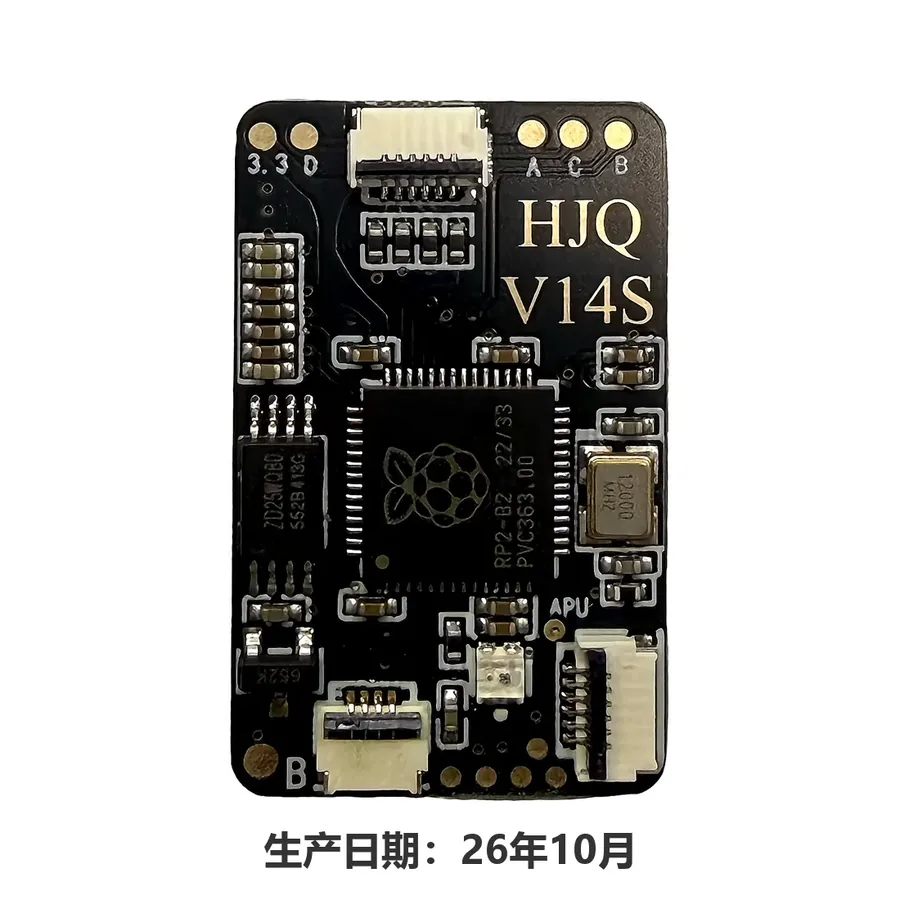 3.3 D
A C B
HJQ
V14S
RP2-B2 22/33
PVC363.00
ZD25WQ80
552B413G
12000
MHZ
APU
662K
B
生产日期：26年10月